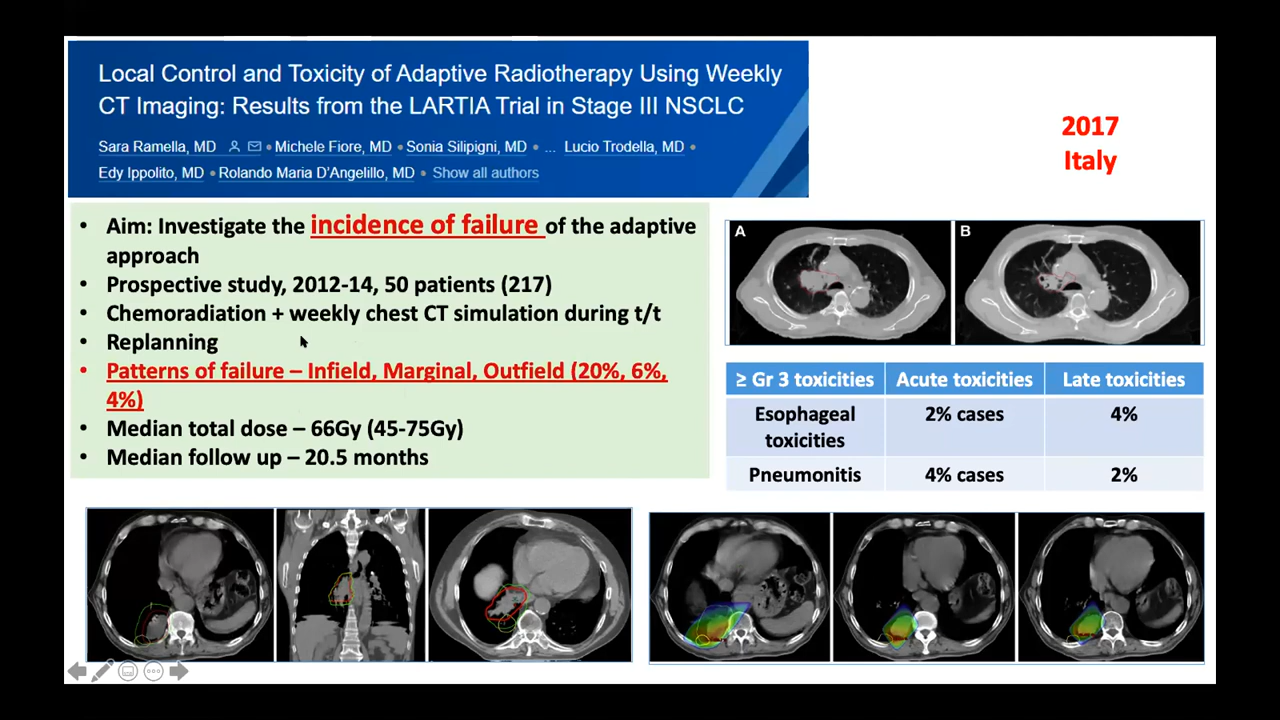 Local Control and Toxicity of Adaptive Radiotherapy Using Weekly
CT Imaging: Results from the LARTIA Trial in Stage III NSCLC
Sara Ramella, MD • Michele Fiore, MD • Sonia Silipigni, MD • ... Lucio Trodella, MD •
Edy Ippolito, MD • Rolando Maria D'Angelillo, MD • Show all authors
2017
Italy
• Aim: Investigate the incidence of failure of the adaptive
approach
• Prospective study, 2012-14, 50 patients (217)
• Chemoradiation + weekly chest CT simulation during t/t
• Replanning
• Patterns of failure – Infield, Marginal, Outfield (20%, 6%,
4%)
• Median total dose – 66Gy (45-75Gy)
• Median follow up – 20.5 months
A
B
≥ Gr 3 toxicities Acute toxicities Late toxicities
Esophageal
toxicities 2% cases 4%
Pneumonitis 4% cases 2%